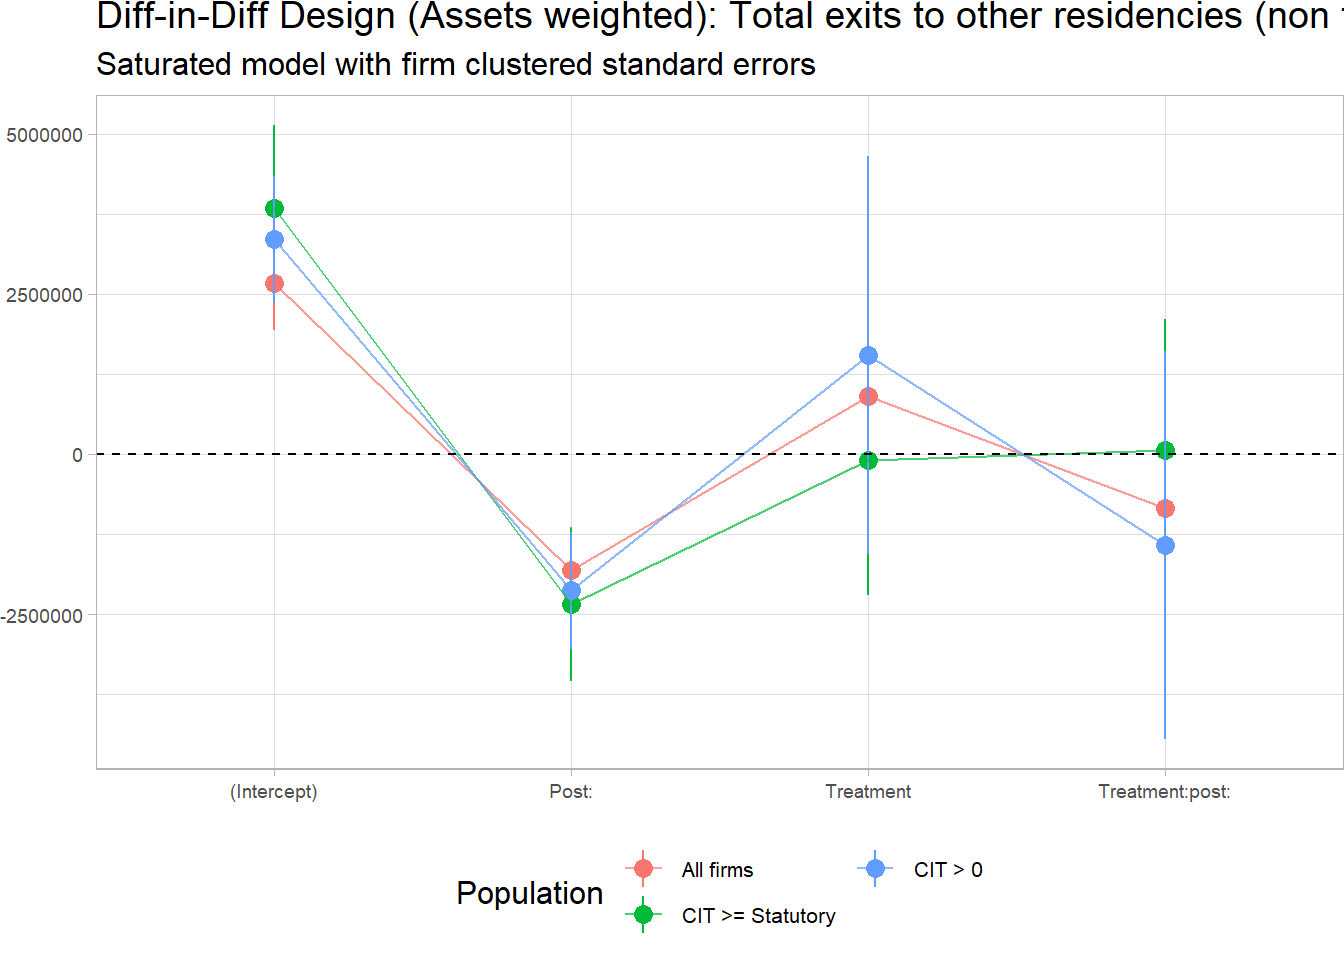 Diff-in-Diff Design (Assets weighted): Total exits to other residencies (non
Saturated model with firm clustered standard errors
5000000
2500000
0
-2500000
(Intercept) Post: Treatment Treatment:post:
Population
All firms
CIT > 0
CIT >= Statutory